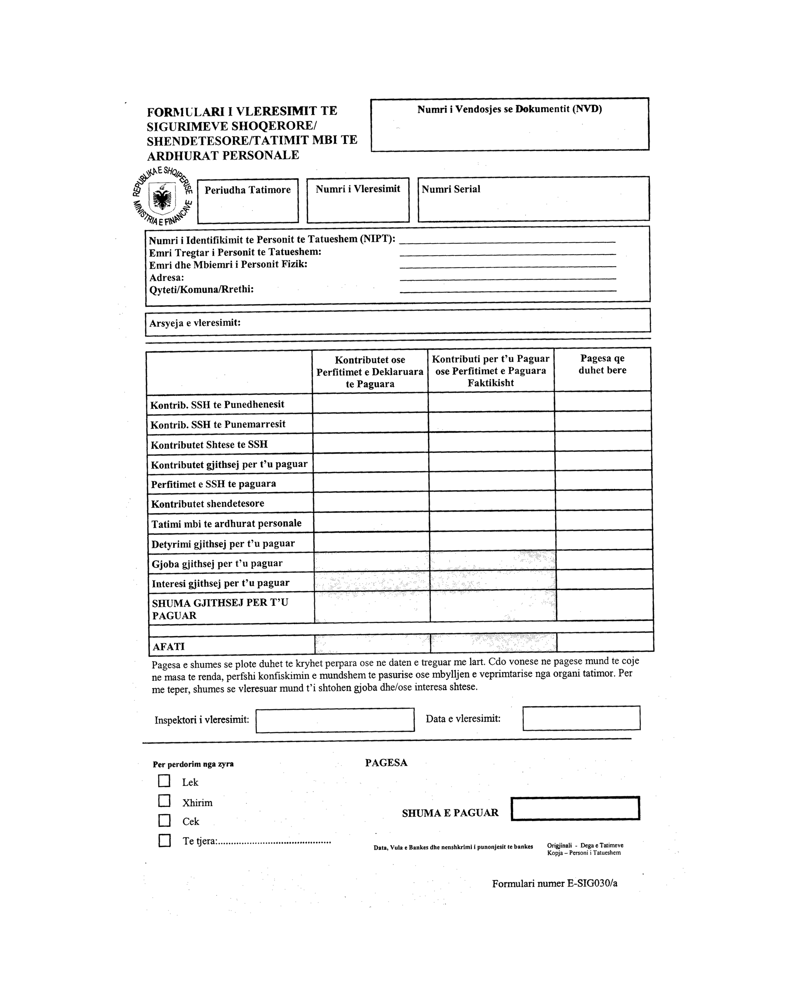 FORMULARI I VLERESIMIT TE
SIGURIMEVE SHOQERORE/
SHENDETESORE/TATIMIT MBI TE
ARDHURAT PERSONALE
Numri i Vendosjes se Dokumentit (NVD)
REPUBLIKA E SHQIPERISE
MINISTRIA E FINANCAVE
Periudha Tatimore
Numri i Vleresimit
Numri Serial
Numri i Identifikimit te Personit te Tatueshem (NIPT):
Emri Tregtar i Personit te Tatueshem:
Emri dhe Mbiemri i Personit Fizik:
Adresa:
Qyteti/Komuna/Rrethi:
Arsyeja e vleresimit:
Kontributet ose
Perfitimet e Deklaruara
te Paguara
Kontributi per t'u Paguar
ose Perfitimet e Paguara
Faktikisht
Pagesa qe
duhet bere
Kontrib. SSH te Punedhenesit
Kontrib. SSH te Punemarresit
Kontributet Shtese te SSH
Kontributet gjithsej per t'u paguar
Perfitimet e SSH te paguara
Kontributet shendetesore
Tatimi mbi te ardhurat personale
Detyrimi gjithsej per t'u paguar
Gjoba gjithsej per t'u paguar
Interesi gjithsej per t'u paguar
SHUMA GJITHSEJ PER T'U
PAGUAR
AFATI
Pagesa e shumes se plote duhet te kryhet perpara ose ne daten e treguar me lart. Cdo vonese ne pagese mund te coje
ne masa te renda, perfshi konfiskimin e mundshem te pasurise ose mbylljen e veprimtarise nga organi tatimor. Per
me teper, shumes se vleresuar mund t'i shtohen gjoba dhe/ose interesa shtese.
Inspektori i vleresimit:
Data e vleresimit:
Per perdorim nga zyra
PAGESA
Lek
Xhirim
Cek
Te tjera:...........................................
SHUMA E PAGUAR
Data, Vula e Bankes dhe nenshkrimi i punonjesit te bankes
Origjinali - Dega e Tatimeve
Kopja – Personi i Tatueshem
Formulari numer E-SIG030/a